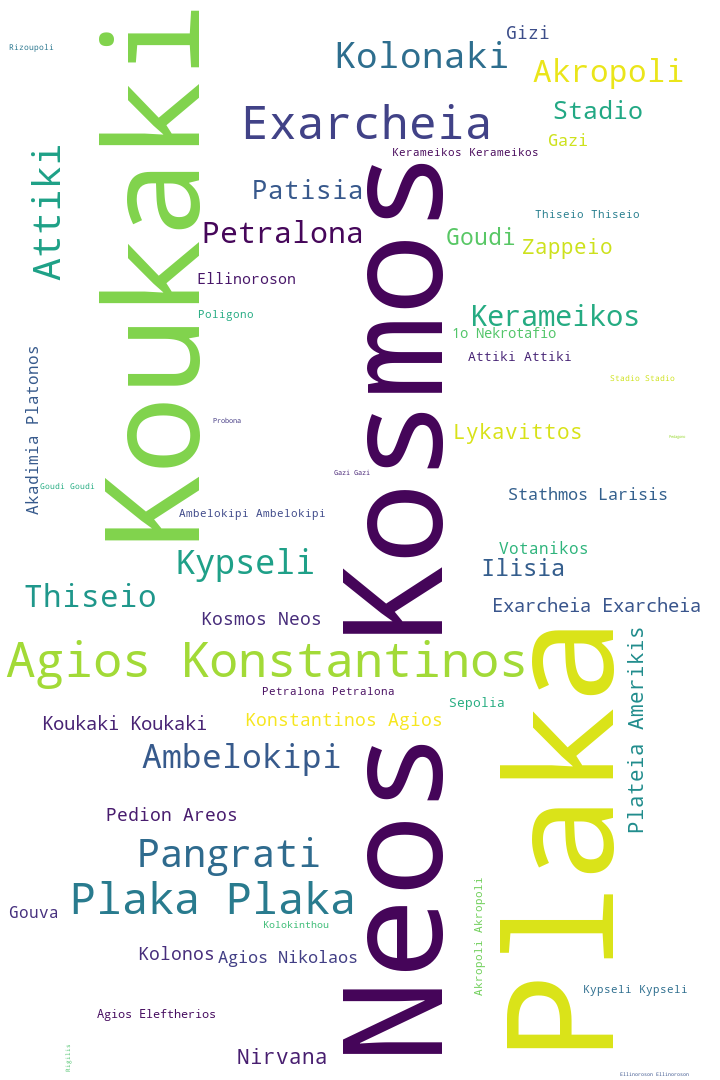 Rizoupoli
Gizi
Kolonaki
Akropoli
Stadio
Exarcheia
Gazi
Kerameikos Kerameikos
Attiki
Koukaki
Patisia
Neos Kosmos
Thiseio Thiseio
Petralona
Goudi
Zappeio
Ellinoroson
Poligono
Kerameikos
1o Nekrotafio
Attiki Attiki
Stadio Stadio
Akadimia Platonos
Probona
Lykavittos
Gazi Gazi
Goudi Goudi
Stathmos Larisis
Ambelokipi Ambelokipi
Votanikos
Kypseli
Ilisia
Thiseio
Exarcheia Exarcheia
Kosmos Neos
Agios Konstantinos
Plaka
Plateia Amerikis
Petralona Petralona
Sepolia
Koukaki Koukaki
Konstantinos Agios
Ambelokipi
Pedion Areos
Pangrati
Plaka Plaka
Gouva
Kolokinthou
Akropoli Akropoli
Kolonos
Agios Nikolaos
Kypseli Kypseli
Agios Eleftherios
Nirvana
Rigilis
Ellinoroson Ellinoroson